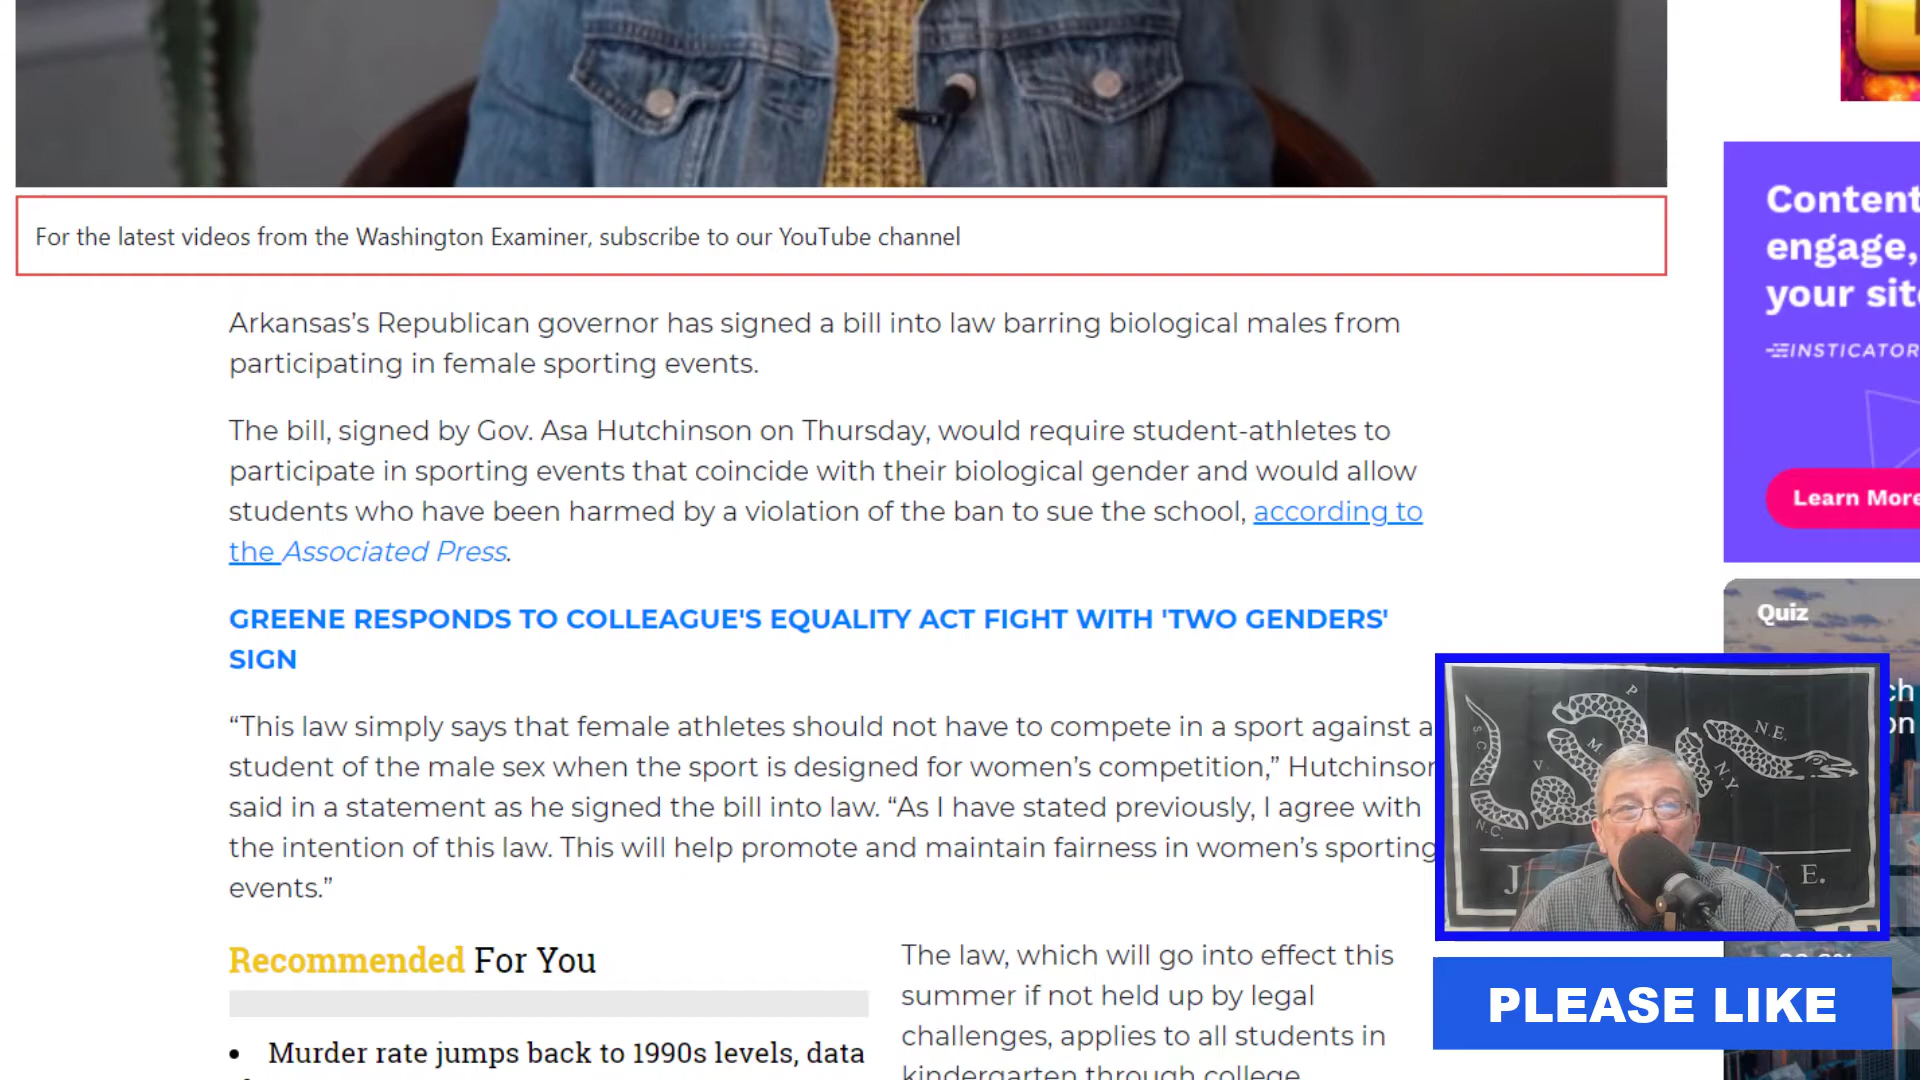 For the latest videos from the Washington Examiner, subscribe to our YouTube channel
Arkansas’s Republican governor has signed a bill into law barring biological males from
participating in female sporting events.
The bill, signed by Gov. Asa Hutchinson on Thursday, would require student-athletes to
participate in sporting events that coincide with their biological gender and would allow
students who have been harmed by a violation of the ban to sue the school, according to
the Associated Press.
GREENE RESPONDS TO COLLEAGUE'S EQUALITY ACT FIGHT WITH 'TWO GENDERS'
SIGN
“This law simply says that female athletes should not have to compete in a sport against a
student of the male sex when the sport is designed for women’s competition,” Hutchinson
said in a statement as he signed the bill into law. “As I have stated previously, I agree with
the intention of this law. This will help promote and maintain fairness in women’s sporting
events.”
Recommended For You
Murder rate jumps back to 1990s levels, data
The law, which will go into effect this
summer if not held up by legal
challenges, applies to all students in
kindergarten through college
Content
engage,
your site
INSTICATOR
Learn More
Quiz
P
S.C.
M.
V.
N.E.
N.Y.
N.C.
J
E.
PLEASE LIKE